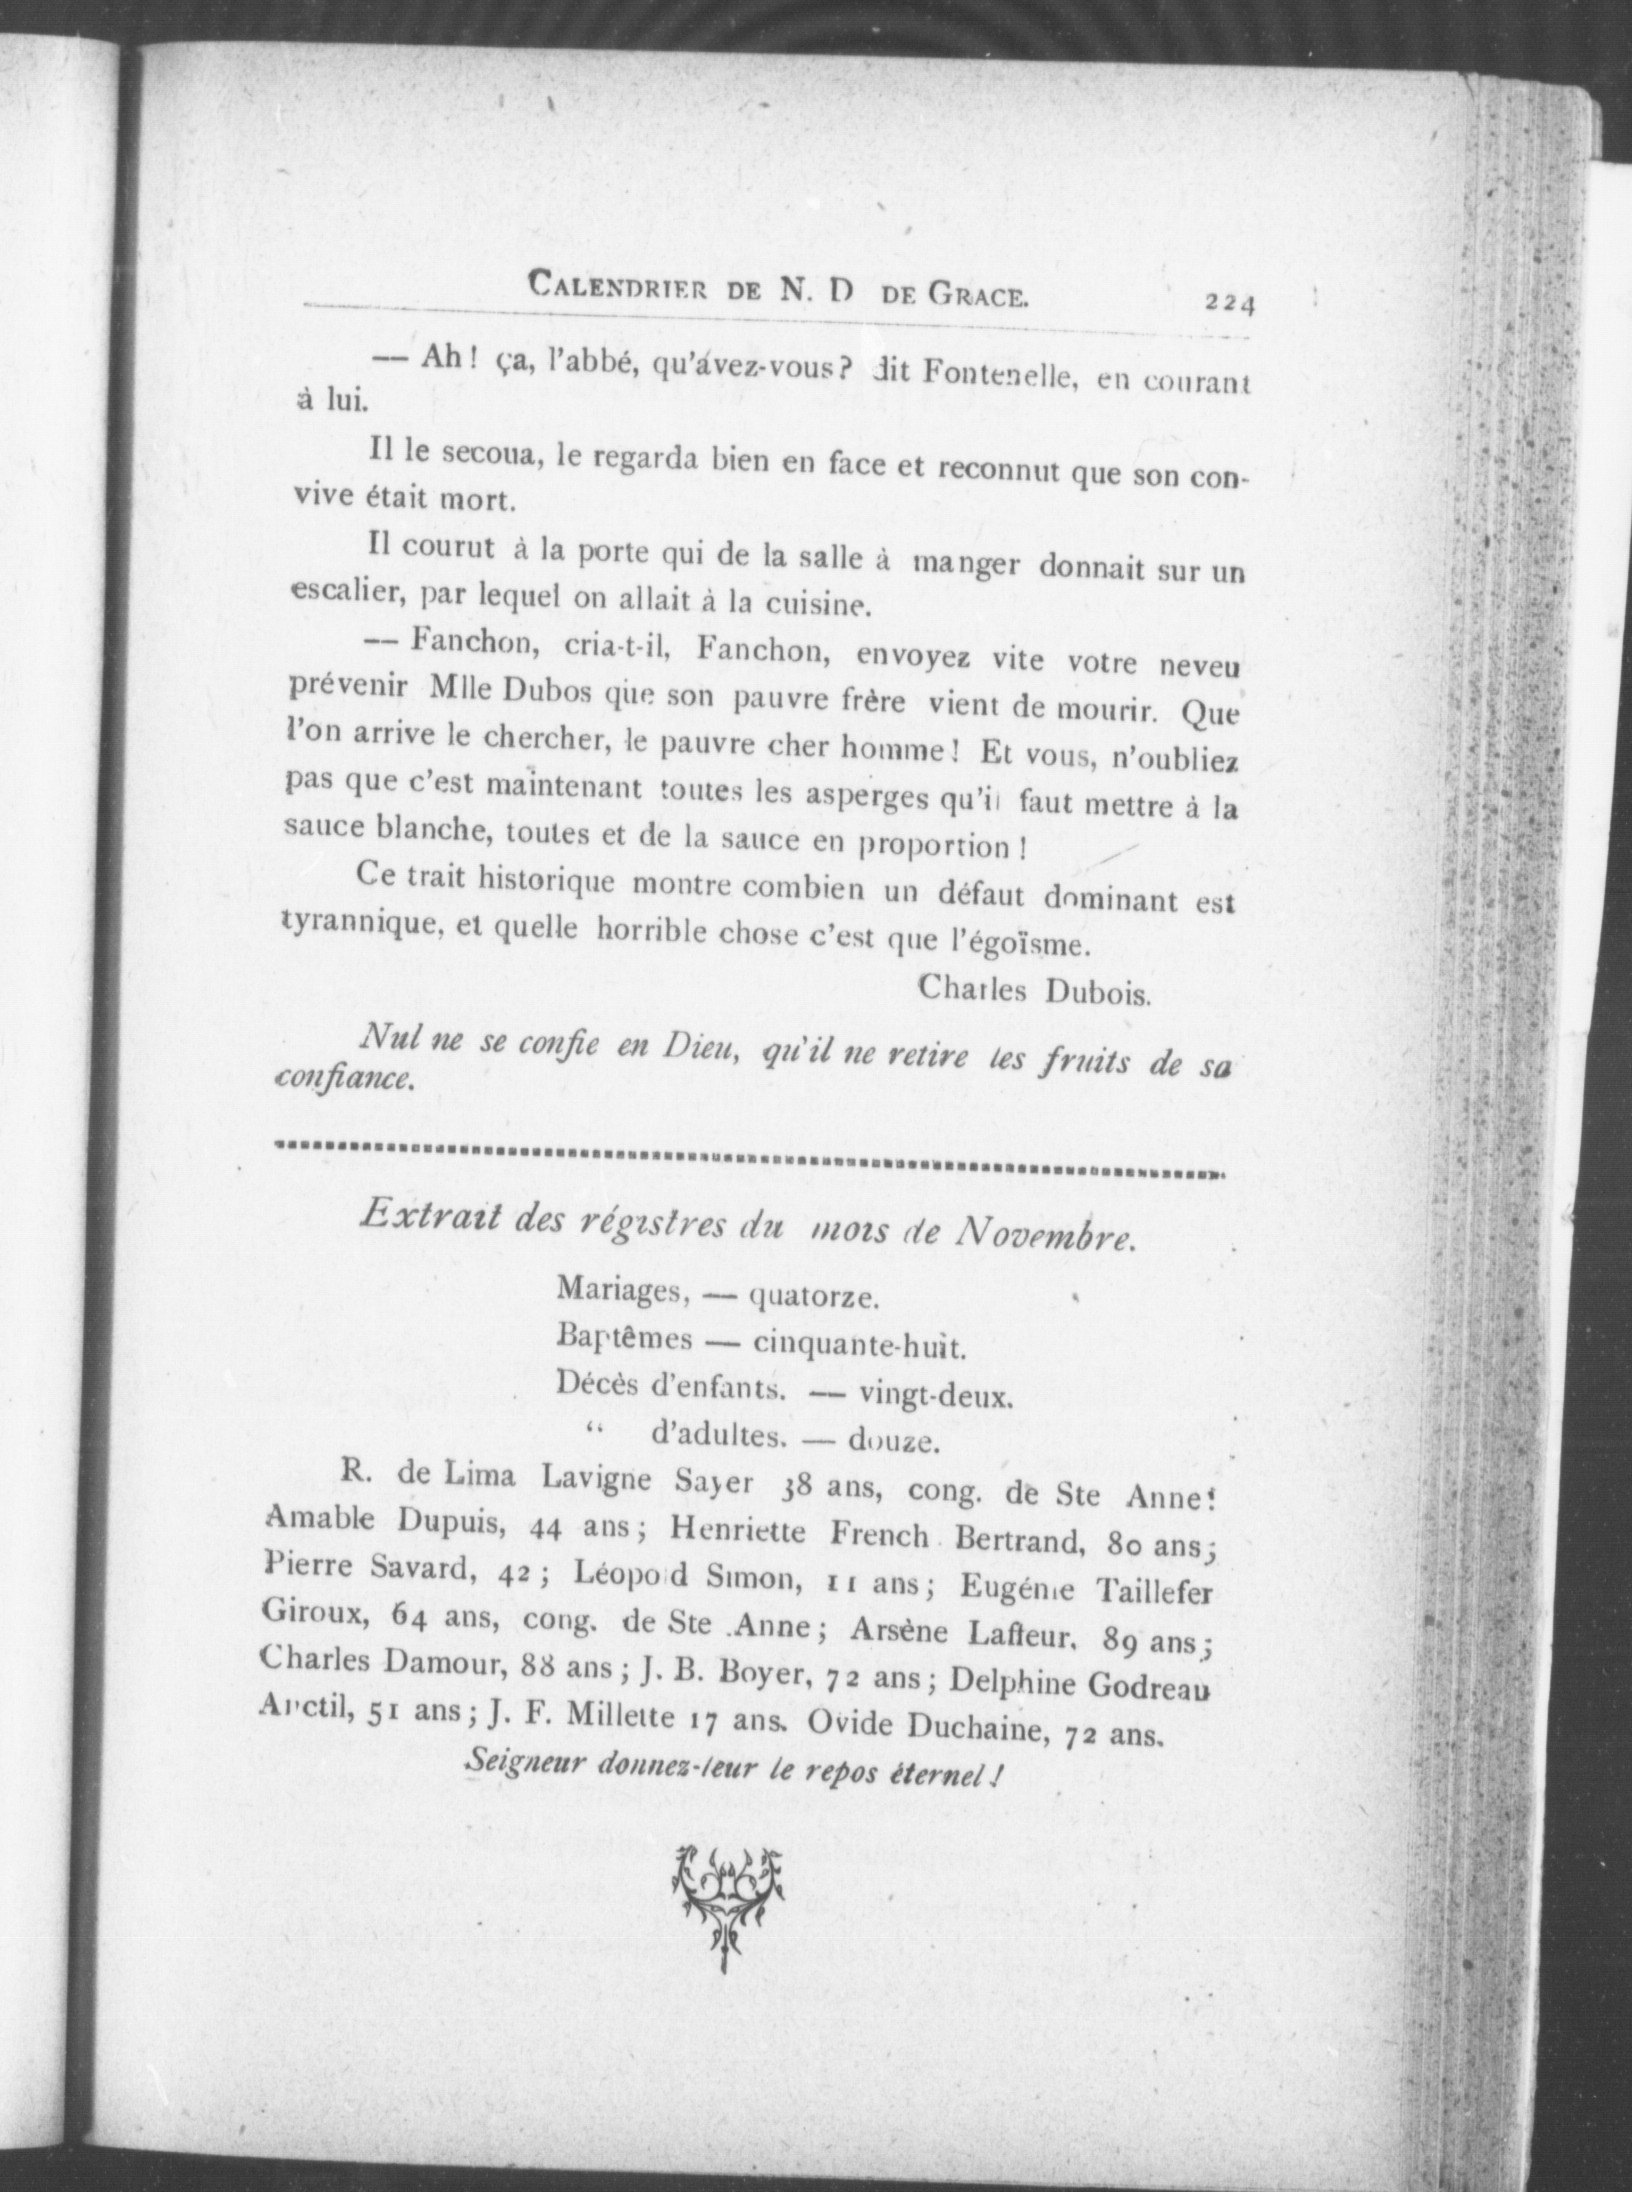 CALENDRIER DE N. D DE GRACE. 224
— Ah ! ça, l'abbé, qu'avez-vous? dit Fontenelle, en courant
à lui.
Il le secoua, le regarda bien en face et reconnut que son con-
vive était mort.
Il courut à la porte qui de la salle à manger donnait sur un
escalier, par lequel on allait à la cuisine.
— Fanchon, cria-t-il, Fanchon, envoyez vite votre neveu
prévenir Mlle Dubos que son pauvre frère vient de mourir. Que
l'on arrive le chercher, le pauvre cher homme ! Et vous, n'oubliez
pas que c'est maintenant toutes les asperges qu'il faut mettre à la
sauce blanche, toutes et de la sauce en proportion !
Ce trait historique montre combien un défaut dominant est
tyrannique, et quelle horrible chose c'est que l'égoïsme.
Charles Dubois.
Nul ne se confie en Dieu, qu'il ne retire les fruits de sa
confiance.
Extrait des régistres du mois de Novembre.
Mariages, — quatorze.
Baptêmes — cinquante-huit.
Décès d'enfants. — vingt-deux.
“ d'adultes. — douze.
R. de Lima Lavigne Sayer 38 ans, cong. de Ste Anne!
Amable Dupuis, 44 ans ; Henriette French Bertrand, 80 ans ;
Pierre Savard, 42 ; Léopold Simon, 11 ans ; Eugénie Taillefer
Giroux, 64 ans, cong. de Ste Anne ; Arsène Lafleur, 89 ans ;
Charles Damour, 88 ans ; J. B. Boyer, 72 ans ; Delphine Godreau
Anctil, 51 ans ; J. F. Millette 17 ans. Ovide Duchaine, 72 ans.
Seigneur donnez-leur le repos éternel !